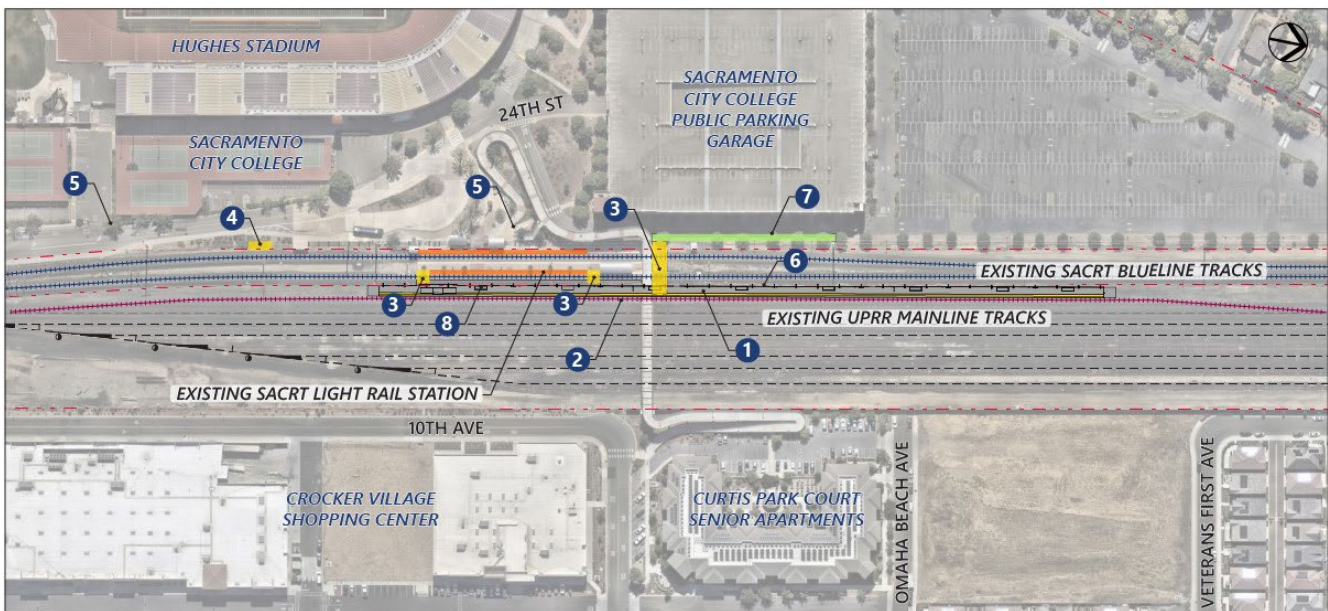 HUGHES STADIUM
24TH ST
SACRAMENTO
CITY COLLEGE
PUBLIC PARKING
GARAGE
SACRAMENTO
CITY COLLEGE
5
5
4
3
7
6
EXISTING SACRT BLUELINE TRACKS
3
8
3
2
1
EXISTING UPRR MAINLINE TRACKS
EXISTING SACRT LIGHT RAIL STATION
10TH AVE
CROCKER VILLAGE
SHOPPING CENTER
CURTIS PARK COURT
SENIOR APARTMENTS
OMAHA BEACH AVE
VETERANS FIRST AVE